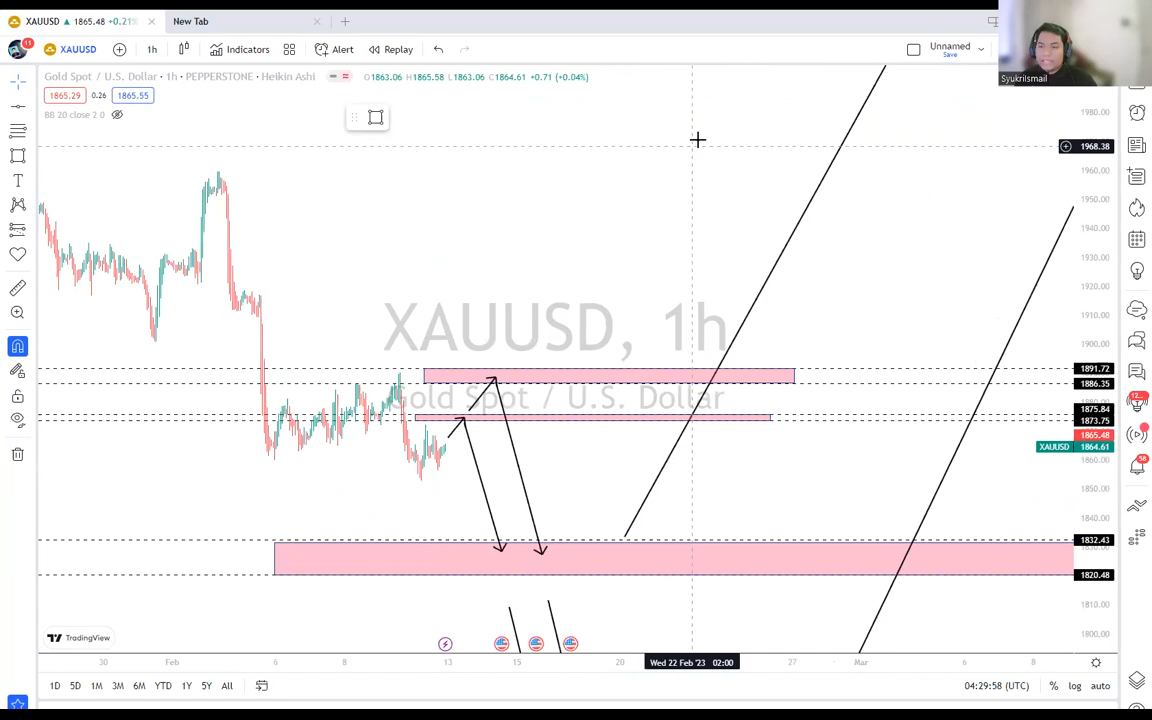 XAUUSD ▲ 1865.48 +0.21%
New Tab
11
XAUUSD
1h
Indicators
Alert
Replay
Unnamed
Save
SyukriIsmail
Gold Spot / U.S. Dollar · 1h · PEPPERSTONE · Heikin Ashi
O1863.06 H1865.58 L1863.06 C1864.61 +0.71 (+0.04%)
1865.29
0.26
1865.55
BB 20 close 2 0
XAUUSD, 1h
Gold Spot / U.S. Dollar
1980.00
1968.38
1960.00
1950.00
1940.00
1930.00
1920.00
1910.00
1900.00
1891.72
1886.35
1875.84
1873.75
1865.48
XAUUSD 1864.61
1860.00
1850.00
1840.00
1832.43
1820.48
1810.00
1800.00
12...
58
TradingView
30
Feb
6
8
13
15
20
Wed 22 Feb '23 02:00
27
Mar
6
8
1D
5D
1M
3M
6M
YTD
1Y
5Y
All
04:29:58 (UTC)
%
log
auto